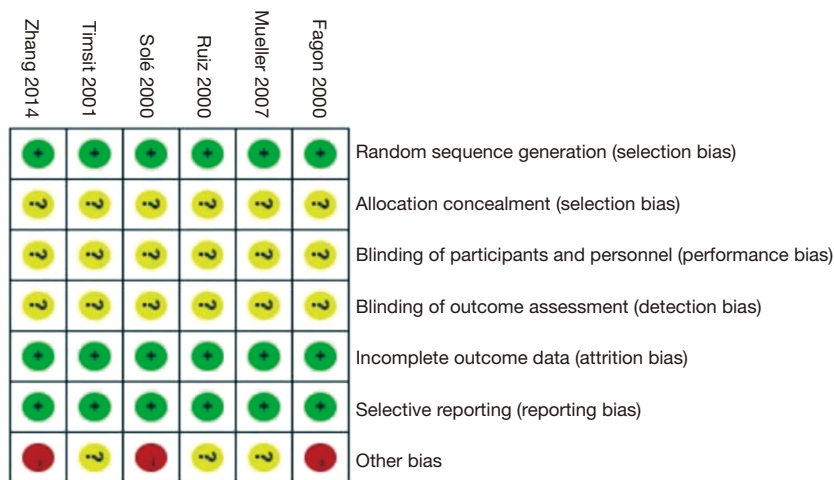 Zhang 2014
Timsit 2001
Solé 2000
Ruiz 2000
Mueller 2007
Fagon 2000
+ + + + + + Random sequence generation (selection bias)
? ? ? ? ? ? Allocation concealment (selection bias)
? ? ? ? ? ? Blinding of participants and personnel (performance bias)
? ? ? ? ? ? Blinding of outcome assessment (detection bias)
+ + + + + + Incomplete outcome data (attrition bias)
+ + + + + + Selective reporting (reporting bias)
- ? - ? ? - Other bias